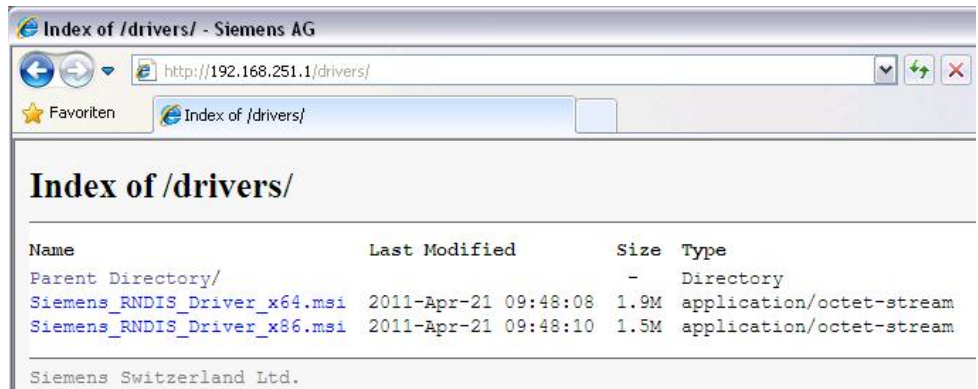 Index of /drivers/ - Siemens AG
http://192.168.251.1/drivers/
Favoriten Index of /drivers/
Index of /drivers/
Name Last Modified Size Type
Parent Directory/ - Directory
Siemens_RNDIS_Driver_x64.msi 2011-Apr-21 09:48:08 1.9M application/octet-stream
Siemens_RNDIS_Driver_x86.msi 2011-Apr-21 09:48:10 1.5M application/octet-stream
Siemens Switzerland Ltd.